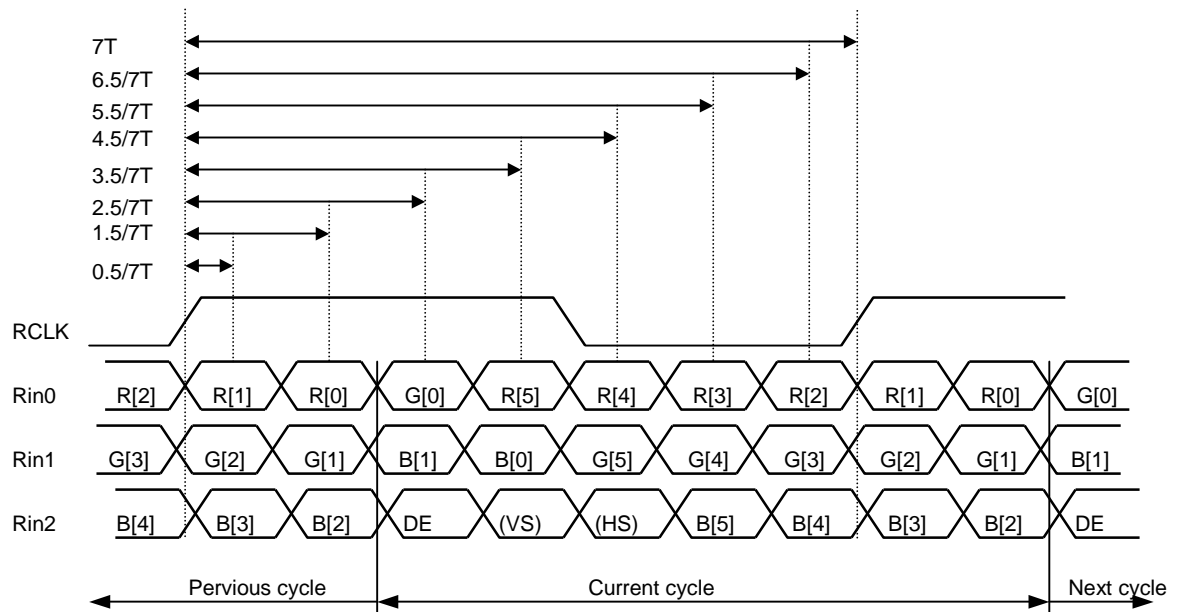 7T
6.5/7T
5.5/7T
4.5/7T
3.5/7T
2.5/7T
1.5/7T
0.5/7T
RCLK
Rin0 R[2] R[1] R[0] G[0] R[5] R[4] R[3] R[2] R[1] R[0] G[0]
Rin1 G[3] G[2] G[1] B[1] B[0] G[5] G[4] G[3] G[2] G[1] B[1]
Rin2 B[4] B[3] B[2] DE (VS) (HS) B[5] B[4] B[3] B[2] DE
Pervious cycle Current cycle Next cycle